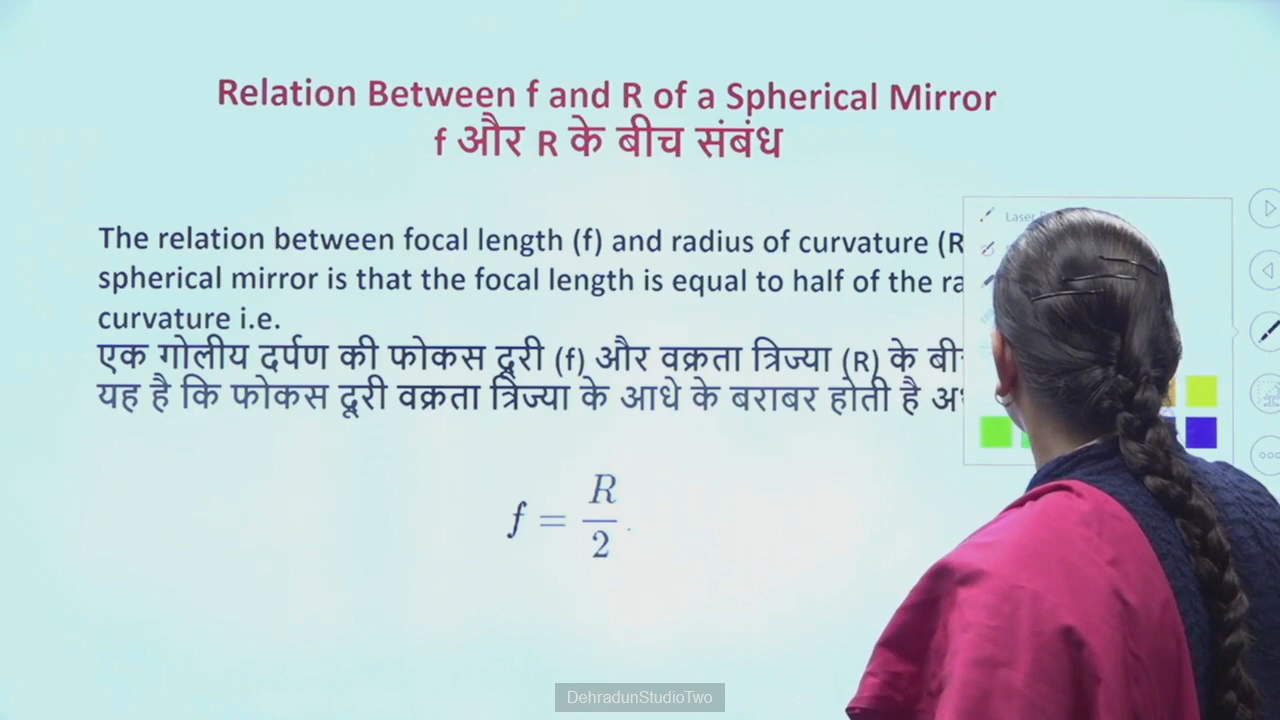 Relation Between f and R of a Spherical Mirror
f और R के बीच संबंध
The relation between focal length (f) and radius of curvature (R
spherical mirror is that the focal length is equal to half of the ra
curvature i.e.
एक गोलीय दर्पण की फोकस दूरी (f) और वक्रता त्रिज्या (R) के
यह है कि फोकस दूरी वक्रता त्रिज्या के आधे के बराबर होती है
f = R/2.
Laser
DehradunStudioTwo